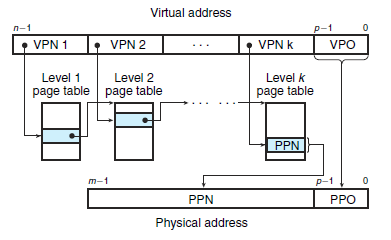 Virtual address
n−1 p−1 0
VPN 1 VPN 2 . . . VPN k VPO
Level 1 Level 2 Level k
page table page table page table
. . . . . .
PPN
m−1 p−1 0
PPN PPO
Physical address